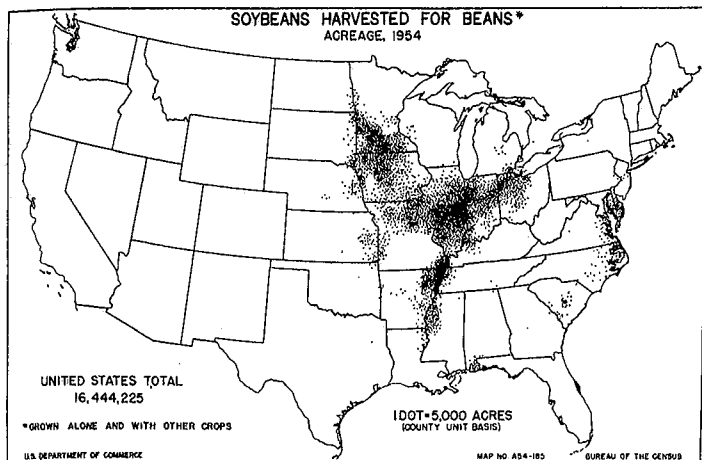 SOYBEANS HARVESTED FOR BEANS*
ACREAGE, 1954
UNITED STATES TOTAL
16,444,225
*GROWN ALONE AND WITH OTHER CROPS
1 DOT=5,000 ACRES
(COUNTY UNIT BASIS)
U.S. DEPARTMENT OF COMMERCE
MAP NO. A54-185
BUREAU OF THE CENSUS